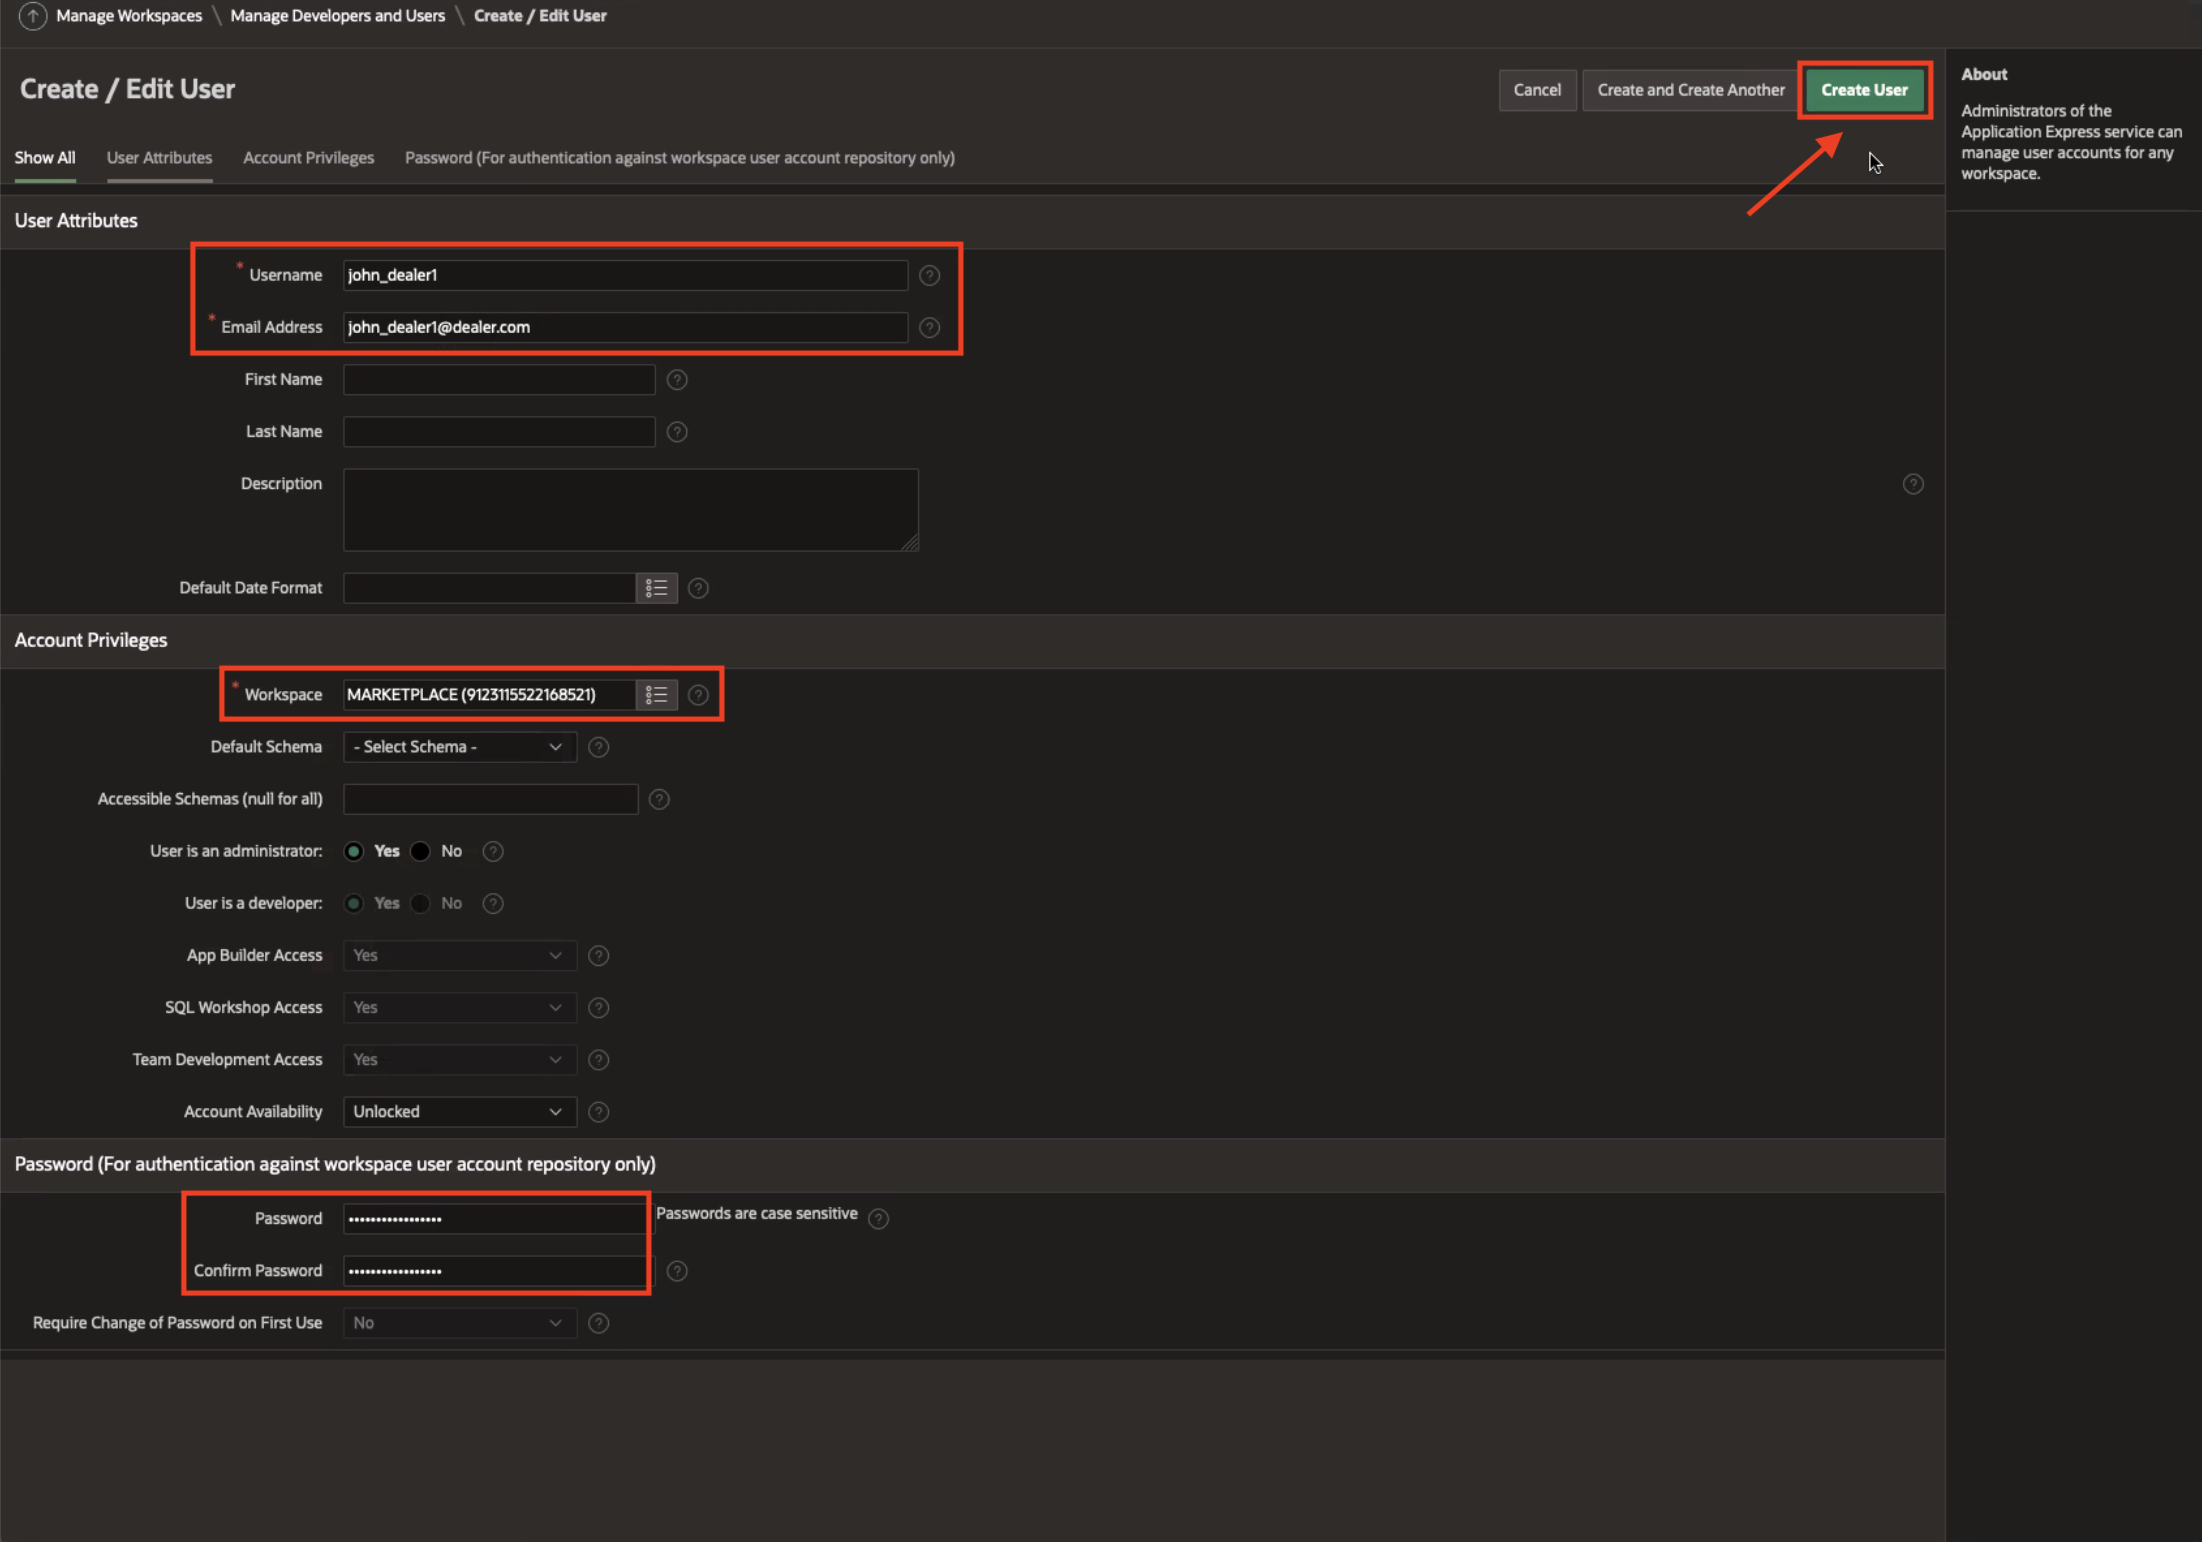 Manage Workspaces \ Manage Developers and Users \ Create / Edit User
Create / Edit User
Cancel
Create and Create Another
Create User
About
Administrators of the
Application Express service can
manage user accounts for any
workspace.
Show All
User Attributes
Account Privileges
Password (For authentication against workspace user account repository only)
User Attributes
* Username john_dealer1 ?
* Email Address john_dealer1@dealer.com ?
First Name ?
Last Name ?
Description ?
Default Date Format ?
Account Privileges
* Workspace MARKETPLACE (9123115522168521) ?
Default Schema - Select Schema - ?
Accessible Schemas (null for all) ?
User is an administrator: Yes No ?
User is a developer: Yes No ?
App Builder Access Yes ?
SQL Workshop Access Yes ?
Team Development Access Yes ?
Account Availability Unlocked ?
Password (For authentication against workspace user account repository only)
Password ••••••••••••••••• Passwords are case sensitive ?
Confirm Password ••••••••••••••••• ?
Require Change of Password on First Use No ?